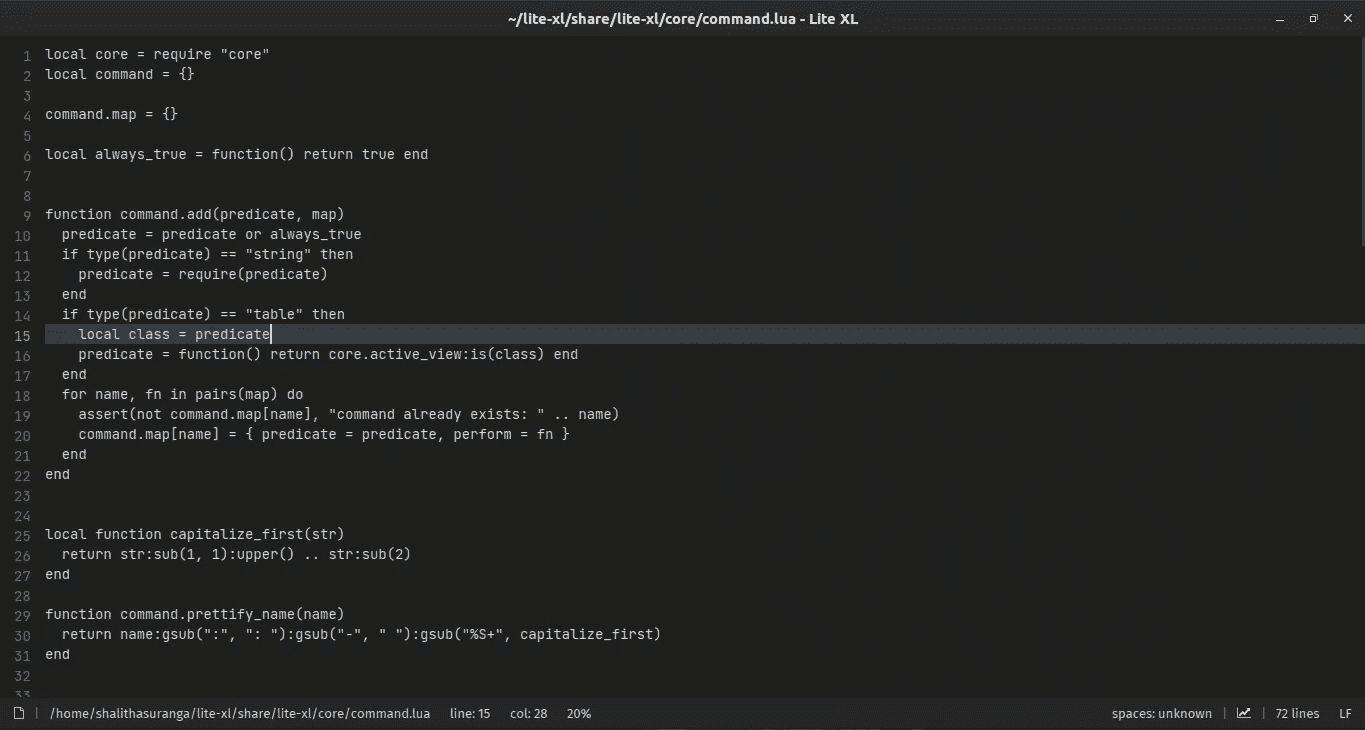 ~/lite-xl/share/lite-xl/core/command.lua - Lite XL
1 local core = require "core"
2 local command = {}
3
4 command.map = {}
5
6 local always_true = function() return true end
7
8
9 function command.add(predicate, map)
10   predicate = predicate or always_true
11   if type(predicate) == "string" then
12     predicate = require(predicate)
13   end
14   if type(predicate) == "table" then
15     local class = predicate
16     predicate = function() return core.active_view:is(class) end
17   end
18   for name, fn in pairs(map) do
19     assert(not command.map[name], "command already exists: " .. name)
20     command.map[name] = { predicate = predicate, perform = fn }
21   end
22 end
23
24
25 local function capitalize_first(str)
26   return str:sub(1, 1):upper() .. str:sub(2)
27 end
28
29 function command.prettify_name(name)
30   return name:gsub(":", ": "):gsub("-", " "):gsub("%S+", capitalize_first)
31 end
32
33
/home/shalithasuranga/lite-xl/share/lite-xl/core/command.lua line: 15 col: 28 20% spaces: unknown 72 lines LF